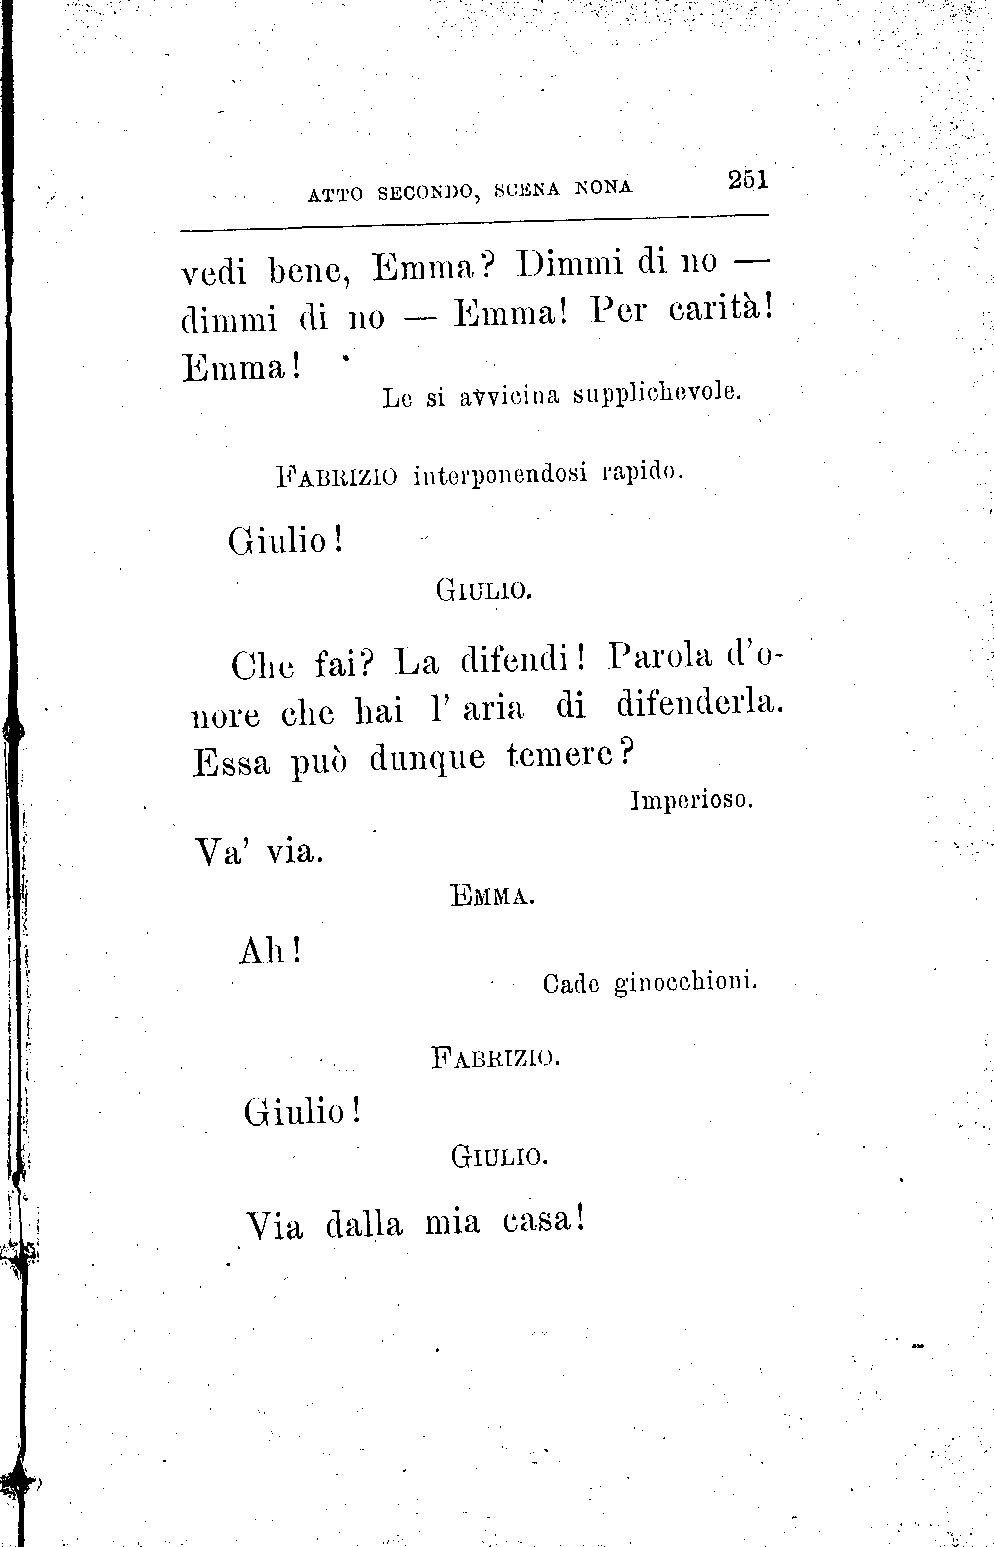 ATTO SECONDO, SCENA NONA 251
vedi bene, Emma? Dimmi di no —
dimmi di no — Emma! Per carità!
Emma!
Le si avvicina supplichevole.
FABRIZIO interponendosi rapido.
Giulio!
GIULIO.
Che fai? La difendi! Parola d'o-
nore che hai l'aria di difenderla.
Essa può dunque temere?
Imperioso.
Va' via.
EMMA.
Ah!
Cade ginocchioni.
FABRIZIO.
Giulio!
GIULIO.
Via dalla mia casa!